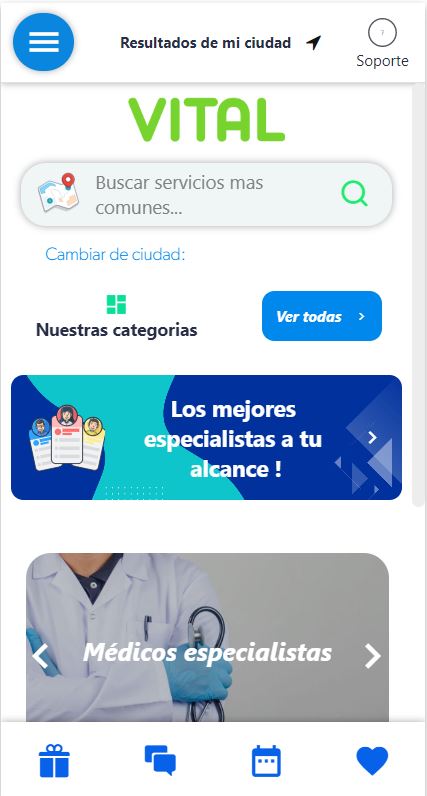 Resultados de mi ciudad
?
Soporte
VITAL
Buscar servicios mas
comunes...
Cambiar de ciudad:
Nuestras categorias
Ver todas
Los mejores
especialistas a tu
alcance !
Médicos especialistas